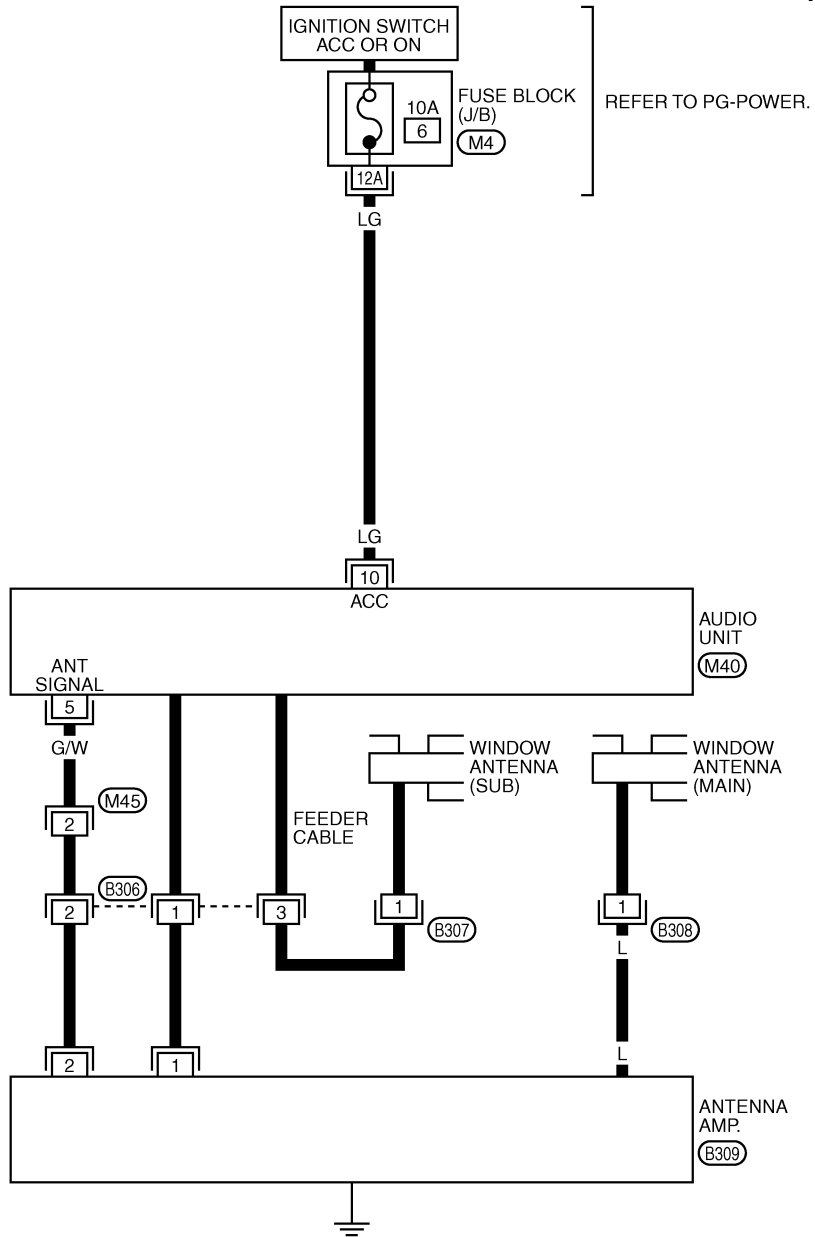 IGNITION SWITCH
ACC OR ON
FUSE BLOCK
(J/B)
M4
10A
6
REFER TO PG-POWER.
12A
LG
LG
10
ACC
AUDIO
UNIT
M40
ANT
SIGNAL
5
G/W
M45
2
FEEDER
CABLE
WINDOW
ANTENNA
(SUB)
WINDOW
ANTENNA
(MAIN)
B306
2
1
3
1
B307
1
B308
L
L
2
1
ANTENNA
AMP.
B309